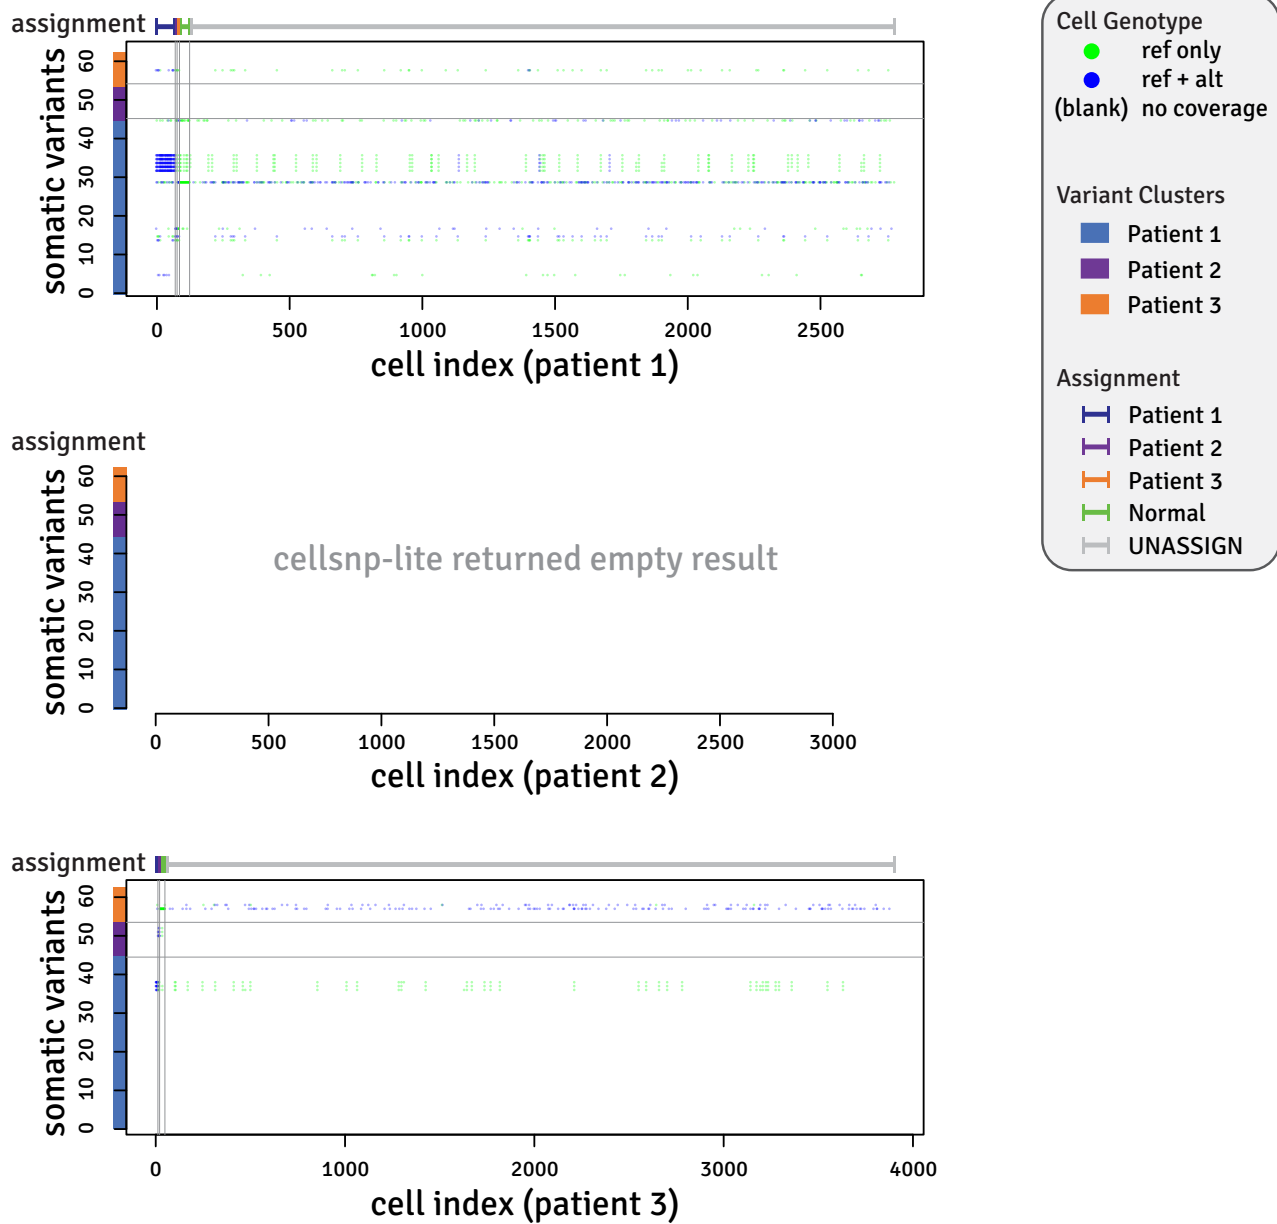 assignment
somatic variants
0 10 20 30 40 50 60
0 500 1000 1500 2000 2500
cell index (patient 1)
assignment
somatic variants
0 10 20 30 40 50 60
cellsnp-lite returned empty result
0 500 1000 1500 2000 2500 3000
cell index (patient 2)
assignment
somatic variants
0 10 20 30 40 50 60
0 1000 2000 3000 4000
cell index (patient 3)
Cell Genotype
ref only
ref + alt
(blank) no coverage
Variant Clusters
Patient 1
Patient 2
Patient 3
Assignment
Patient 1
Patient 2
Patient 3
Normal
UNASSIGN